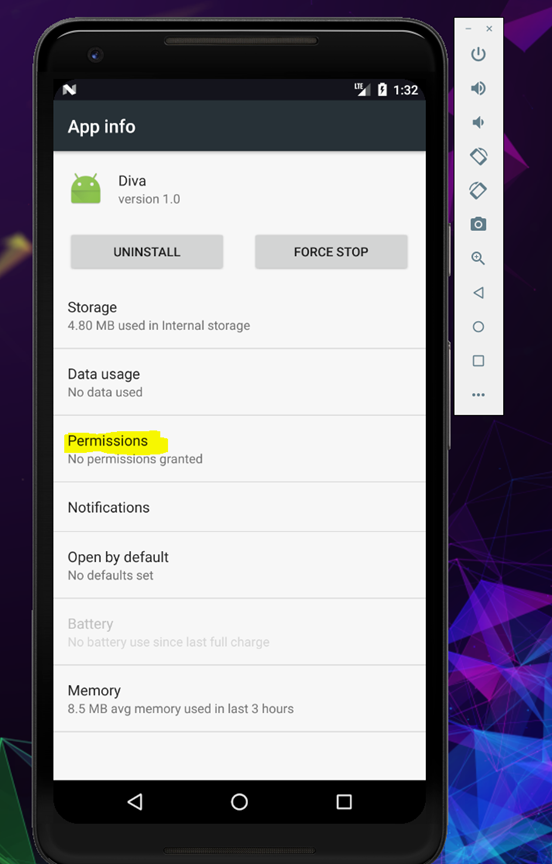 LTE 1:32
App info
Diva
version 1.0
UNINSTALL FORCE STOP
Storage
4.80 MB used in Internal storage
Data usage
No data used
Permissions
No permissions granted
Notifications
Open by default
No defaults set
Battery
No battery use since last full charge
Memory
8.5 MB avg memory used in last 3 hours